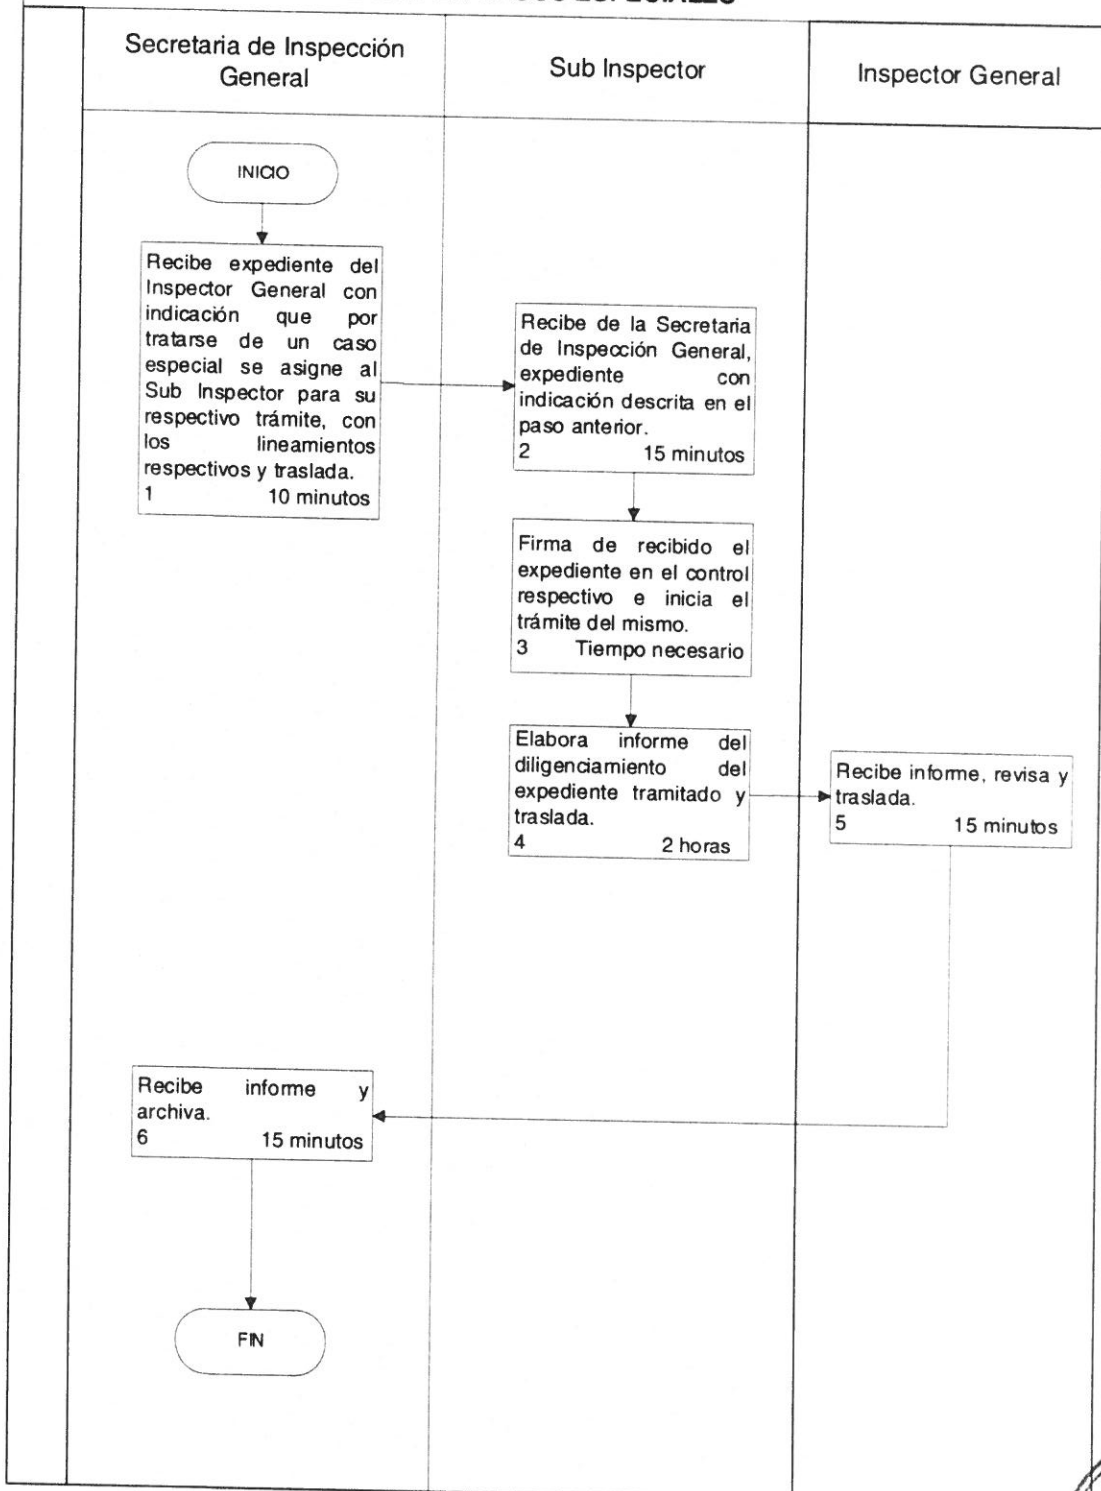 ESPECIALES
Secretaria de Inspección
General
Sub Inspector
Inspector General
INICIO
Recibe expediente del
Inspector General con
indicación que por
tratarse de un caso
especial se asigne al
Sub Inspector para su
respectivo trámite, con
los lineamientos
respectivos y traslada.
1 10 minutos
Recibe de la Secretaria
de Inspección General,
expediente con
indicación descrita en el
paso anterior.
2 15 minutos
Firma de recibido el
expediente en el control
respectivo e inicia el
trámite del mismo.
3 Tiempo necesario
Elabora informe del
diligenciamiento del
expediente tramitado y
traslada.
4 2 horas
Recibe informe, revisa y
traslada.
5 15 minutos
Recibe informe y
archiva.
6 15 minutos
FIN